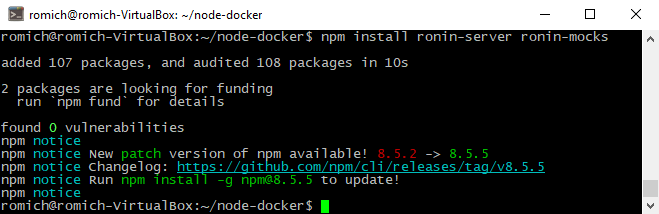 romich@romich-VirtualBox: ~/node-docker
romich@romich-VirtualBox:~/node-docker$ npm install ronin-server ronin-mocks
added 107 packages, and audited 108 packages in 10s
2 packages are looking for funding
run `npm fund` for details
found 0 vulnerabilities
npm notice
npm notice New patch version of npm available! 8.5.2 -> 8.5.5
npm notice Changelog: https://github.com/npm/cli/releases/tag/v8.5.5
npm notice Run npm install -g npm@8.5.5 to update!
npm notice
romich@romich-VirtualBox:~/node-docker$